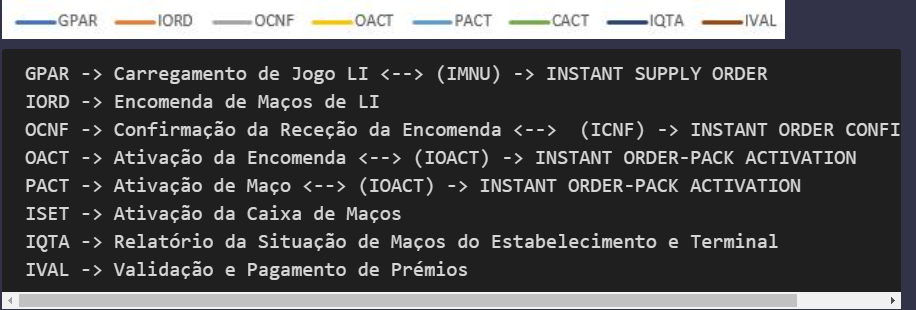 GPAR IORD OCNF OACT PACT CACT IQTA IVAL
GPAR -> Carregamento de Jogo LI <--> (IMNU) -> INSTANT SUPPLY ORDER
IORD -> Encomenda de Maços de LI
OCNF -> Confirmação da Receção da Encomenda <-->  (ICNF) -> INSTANT ORDER CONFI
OACT -> Ativação da Encomenda <--> (IOACT) -> INSTANT ORDER-PACK ACTIVATION
PACT -> Ativação de Maço <--> (IOACT) -> INSTANT ORDER-PACK ACTIVATION
ISET -> Ativação da Caixa de Maços
IQTA -> Relatório da Situação de Maços do Estabelecimento e Terminal
IVAL -> Validação e Pagamento de Prémios